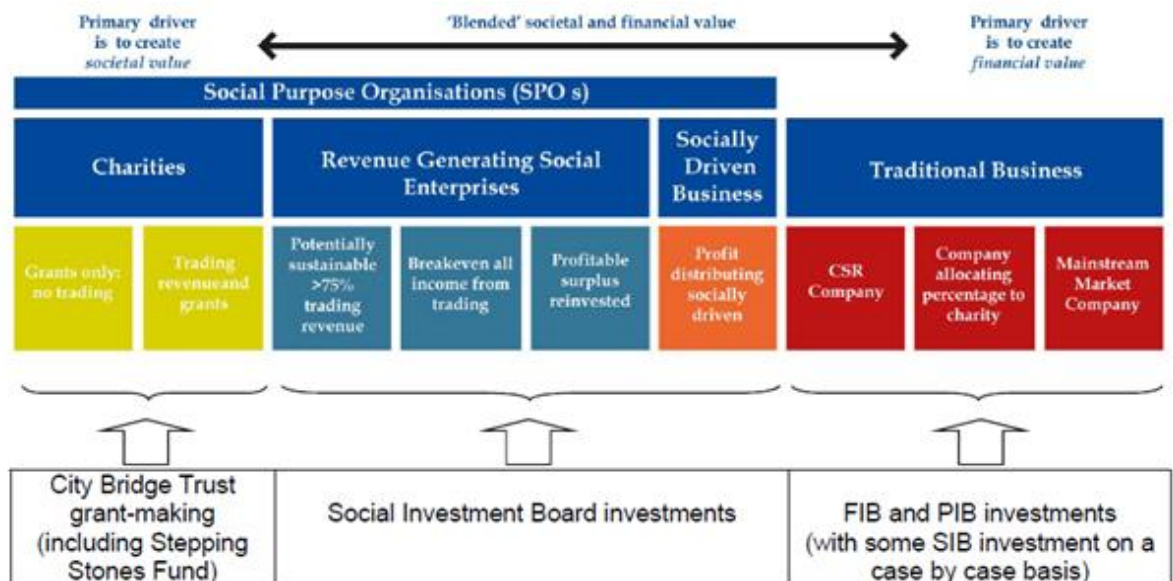 Primary driver
is to create
societal value
'Blended' societal and financial value
Primary driver
is to create
financial value
Social Purpose Organisations (SPO s)
Charities
Revenue Generating Social
Enterprises
Socially
Driven
Business
Traditional Business
Grants only:
no trading
Trading
revenueand
grants
Potentially
sustainable
>75%
trading
revenue
Breakeven all
income from
trading
Profitable
surplus
reinvested
Profit
distributing
socially
driven
CSR
Company
Company
allocating
percentage to
charity
Mainstream
Market
Company
City Bridge Trust
grant-making
(including Stepping
Stones Fund)
Social Investment Board investments
FIB and PIB investments
(with some SIB investment on a
case by case basis)